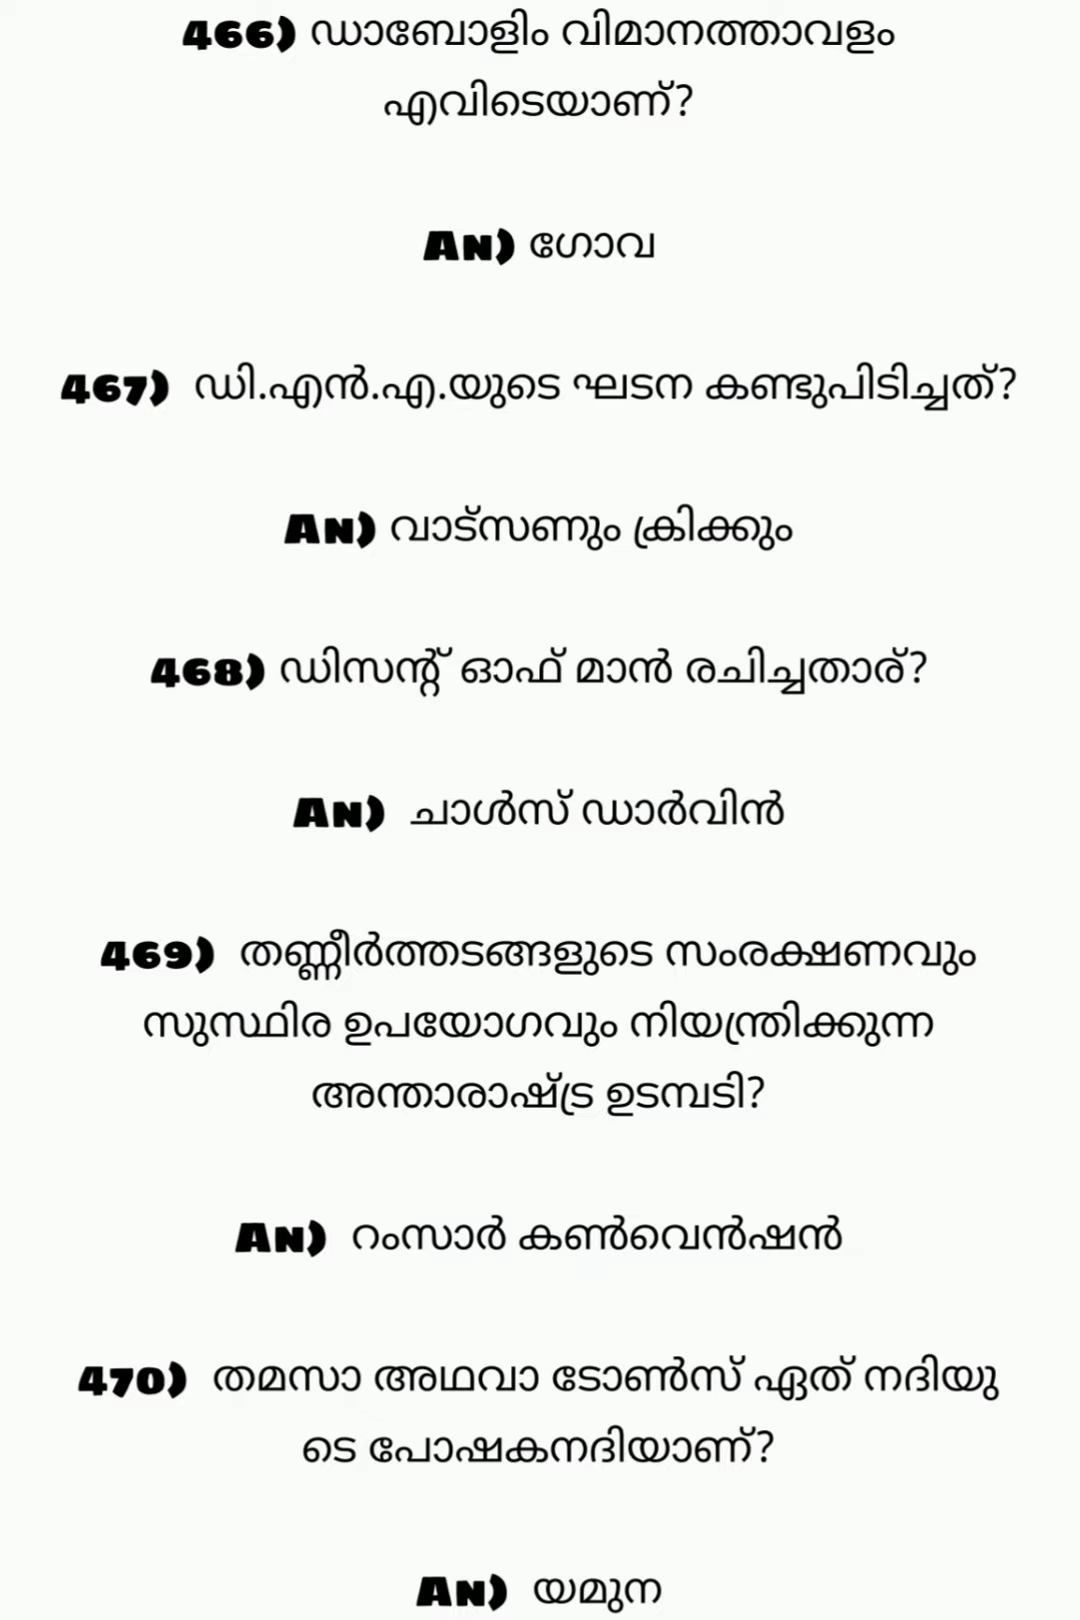 466) ഡാബോളിം വിമാനത്താവളം
എവിടെയാണ്?
An) ഗോവ
467) ഡി.എൻ.എ.യുടെ ഘടന കണ്ടുപിടിച്ചത്?
An) വാട്സണും ക്രിക്കും
468) ഡിസന്റ് ഓഫ് മാൻ രചിച്ചതാര്?
An) ചാൾസ് ഡാർവിൻ
469) തണ്ണീർത്തടങ്ങളുടെ സംരക്ഷണവും
സുസ്ഥിര ഉപയോഗവും നിയന്ത്രിക്കുന്ന
അന്താരാഷ്ട്ര ഉടമ്പടി?
An) റംസാർ കൺവെൻഷൻ
470) തമസാ അഥവാ ടോൺസ് ഏത് നദിയു
ടെ പോഷകനദിയാണ്?
An) യമുന